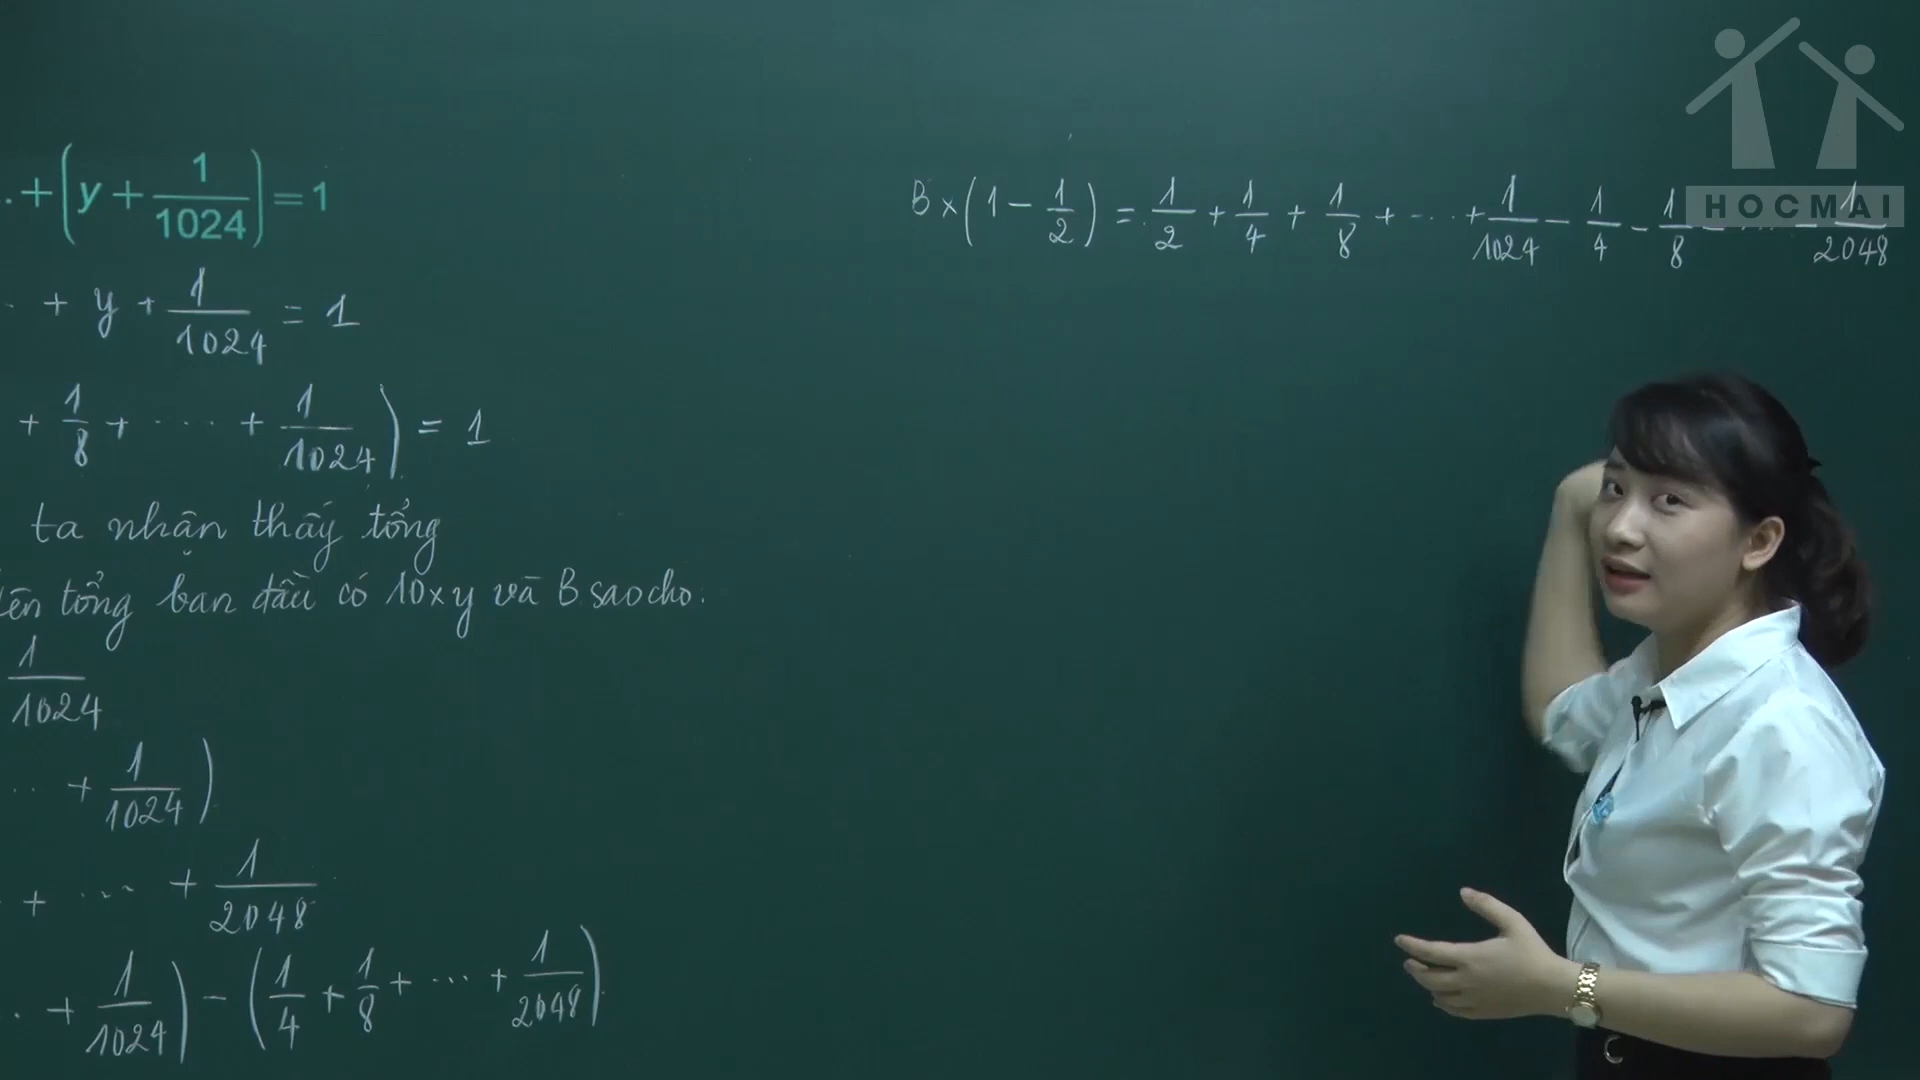 . + (y + 1/1024) = 1
· + y + 1/1024 = 1
+ 1/8 + ···· + 1/1024) = 1
ta nhận thấy tổng
tổng ban đầu có 10 x y và B sao cho.
1/1024
·· + 1/1024)
+ ··· + 1/2048
· + 1/1024) - (1/4 + 1/8 + ··· + 1/2048).
B x (1 - 1/2) = 1/2 + 1/4 + 1/8 + ···· + 1/1024 - 1/4 - 1/8 - ··· - 1/2048
HOCMAI